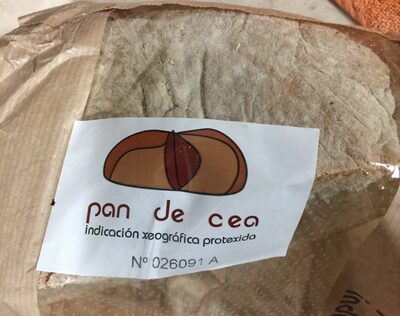 pan de cea
indicación xeográfica protexida
Nº 026091 A